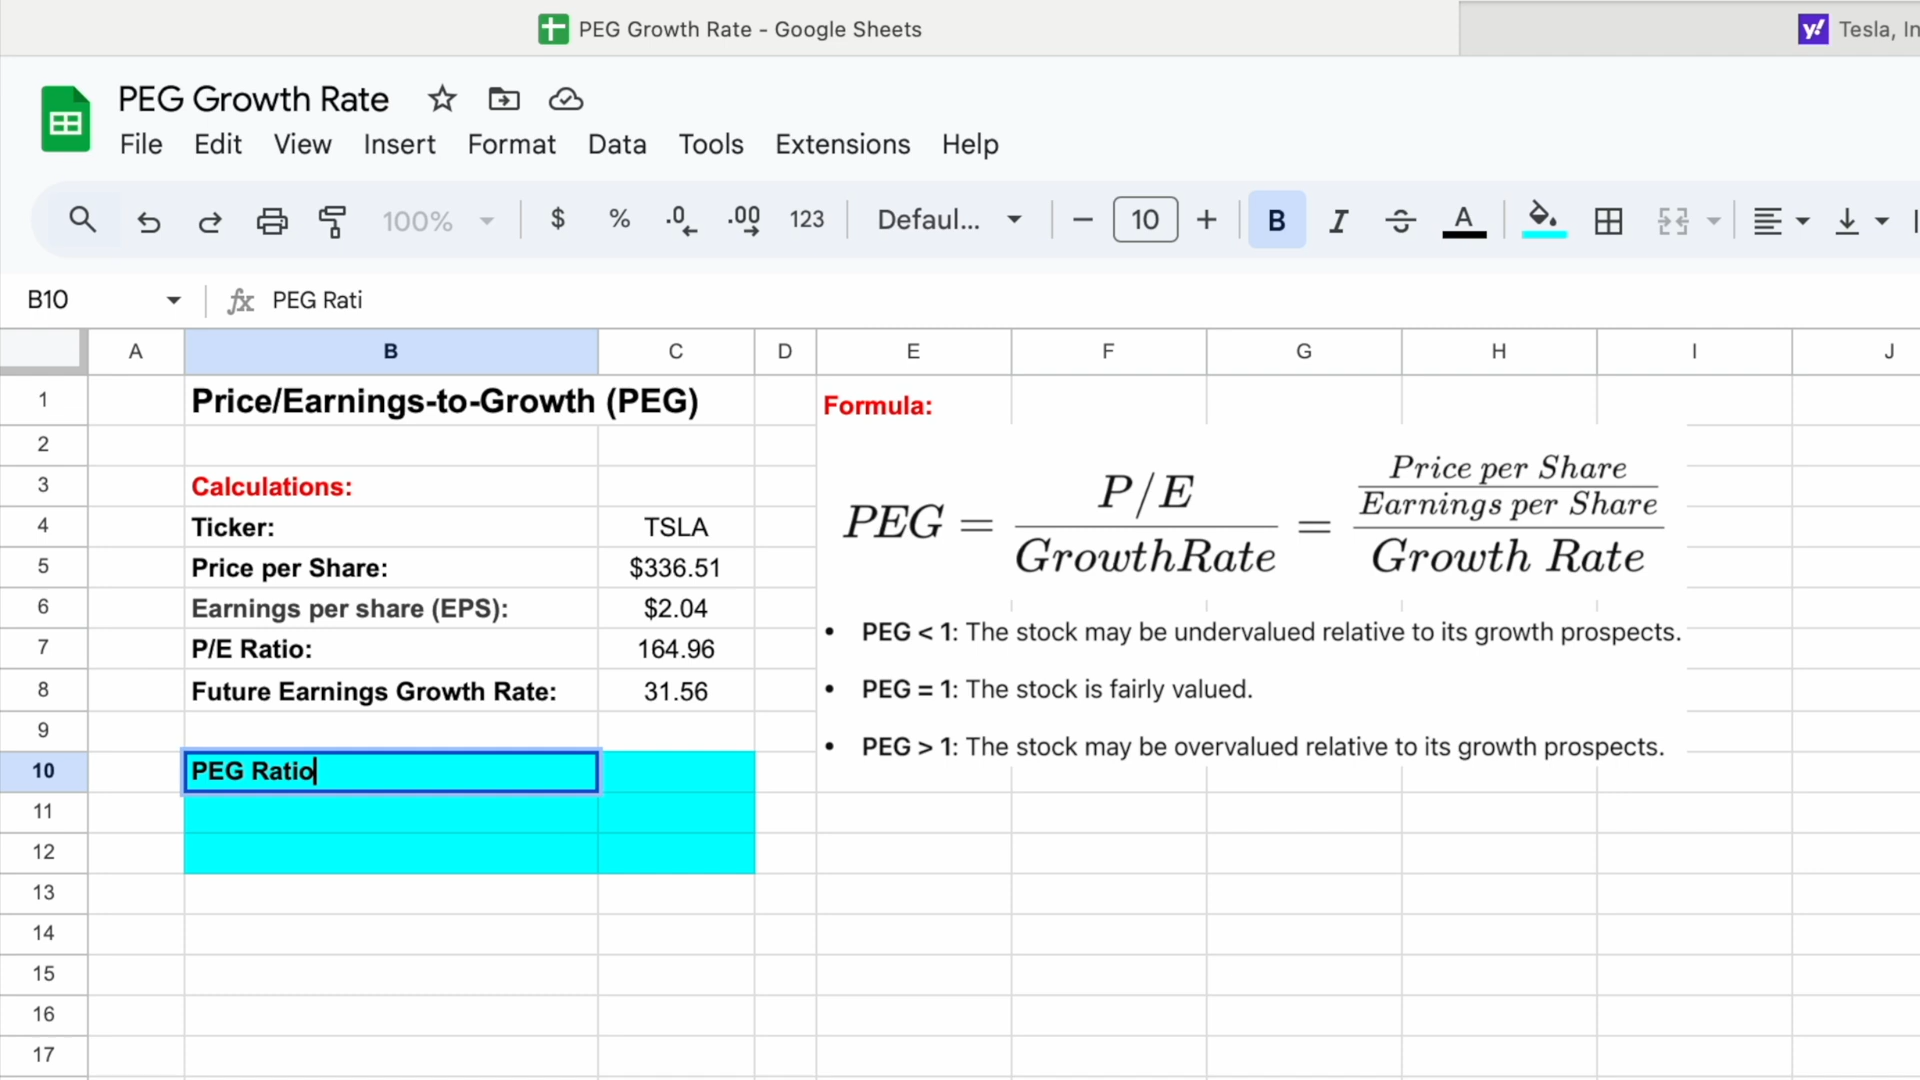 PEG Growth Rate - Google Sheets
Tesla, In
PEG Growth Rate
File Edit View Insert Format Data Tools Extensions Help
100% $ % .0 .00 123 Defaul... 10 B I A
B10 fx PEG Rati
A B C D E F G H I J
1 Price/Earnings-to-Growth (PEG) Formula:
2
3 Calculations:
4 Ticker: TSLA
5 Price per Share: $336.51
6 Earnings per share (EPS): $2.04
7 P/E Ratio: 164.96
8 Future Earnings Growth Rate: 31.56
9
10 PEG Ratio
11
12
13
14
15
16
17
PEG = P/E / GrowthRate = Price per Share / Earnings per Share / Growth Rate
• PEG < 1: The stock may be undervalued relative to its growth prospects.
• PEG = 1: The stock is fairly valued.
• PEG > 1: The stock may be overvalued relative to its growth prospects.